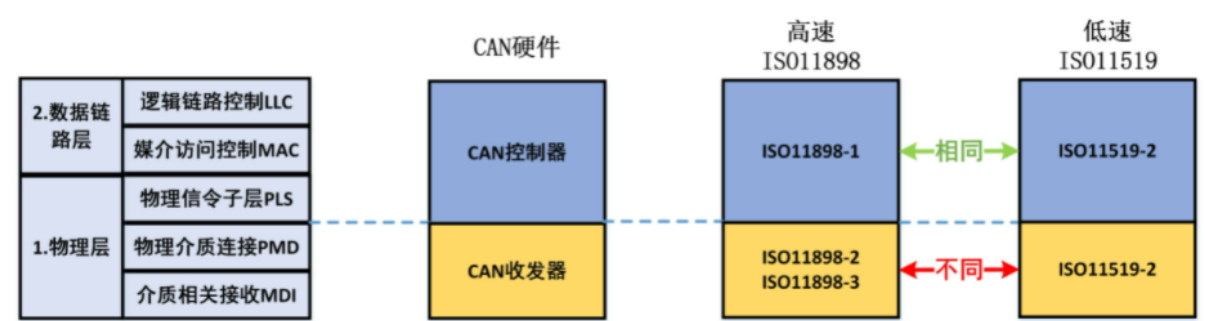 CAN硬件
高速
ISO11898
低速
ISO11519
2.数据链
路层
逻辑链路控制LLC
媒介访问控制MAC
1.物理层
物理信令子层PLS
物理介质连接PMD
介质相关接收MDI
CAN控制器
ISO11898-1
相同
ISO11519-2
CAN收发器
ISO11898-2
ISO11898-3
不同
ISO11519-2